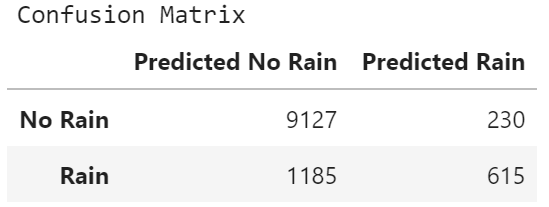 Confusion Matrix
Predicted No Rain Predicted Rain
No Rain 9127 230
Rain 1185 615